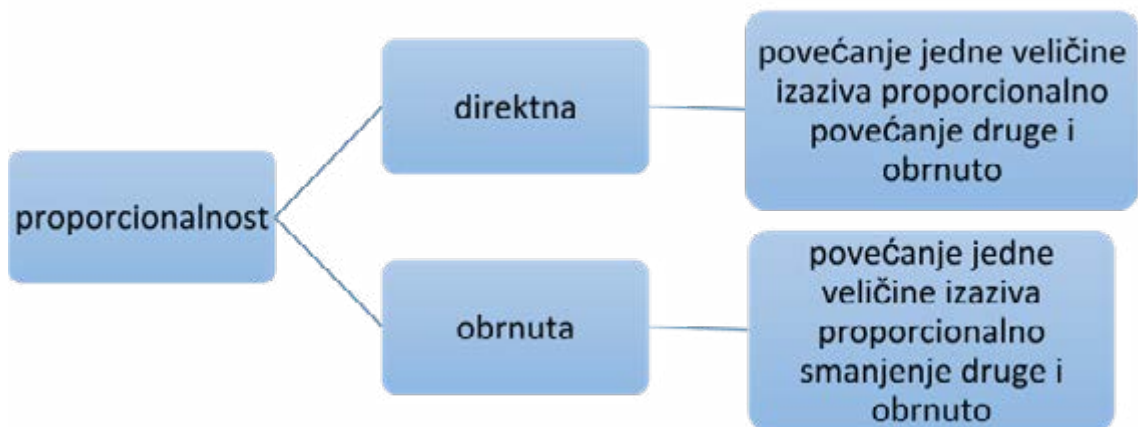 proporcionalnost
direktna
povećanje jedne veličine
izaziva proporcionalno
povećanje druge i
obrnuto
obrnuta
povećanje jedne
veličine izaziva
proporcionalno
smanjenje druge i
obrnuto